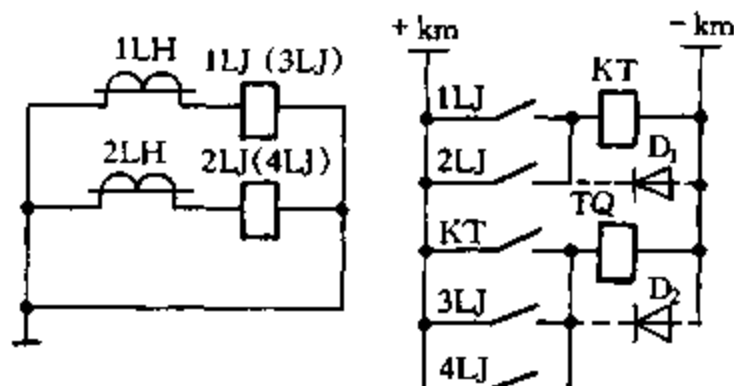 1LH
1LJ (3LJ)
2LH
2LJ(4LJ)
+ km
- km
1LJ
KT
2LJ
D1
KT
TQ
3LJ
D2
4LJ